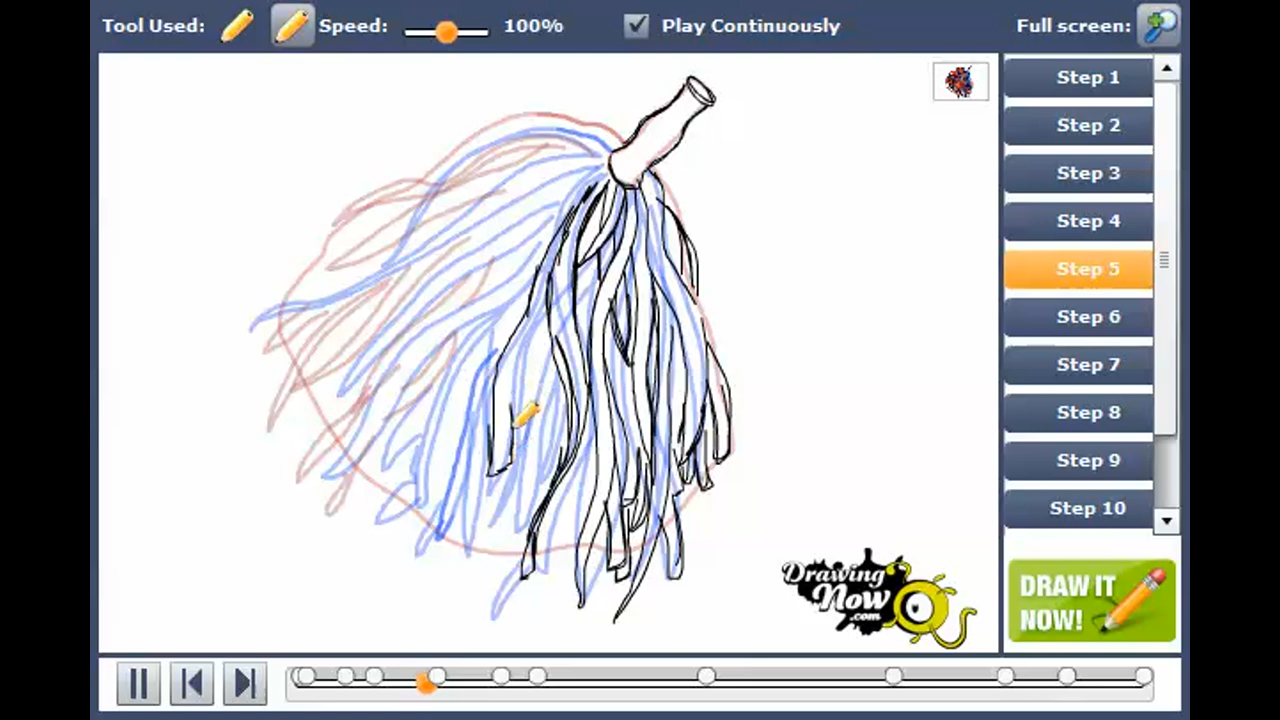 Tool Used: Speed: 100% Play Continuously Full screen:
Step 1
Step 2
Step 3
Step 4
Step 5
Step 6
Step 7
Step 8
Step 9
Step 10
Drawing
Now
.com
DRAW IT
NOW!